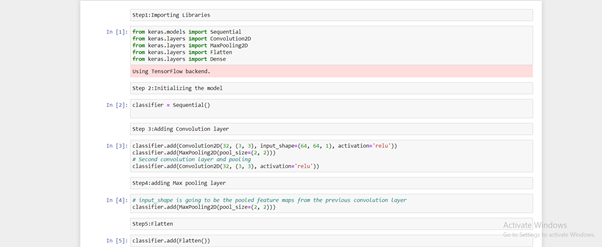 Step1:Importing Libraries
In [1]: from keras.models import Sequential
from keras.layers import Convolution2D
from keras.layers import MaxPooling2D
from keras.layers import Flatten
from keras.layers import Dense
Using TensorFlow backend.
Step 2:Initializing the model
In [2]: classifier = Sequential()
Step 3:Adding Convolution layer
In [3]: classifier.add(Convolution2D(32, (3, 3), input_shape=(64, 64, 1), activation='relu'))
classifier.add(MaxPooling2D(pool_size=(2, 2)))
# Second convolution layer and pooling
classifier.add(Convolution2D(32, (3, 3), activation='relu'))
Step4:adding Max pooling layer
In [4]: # input_shape is going to be the pooled feature maps from the previous convolution layer
classifier.add(MaxPooling2D(pool_size=(2, 2)))
Step5:Flatten
In [5]: classifier.add(Flatten())
Activate Windows
Go to Settings to activate Windows.